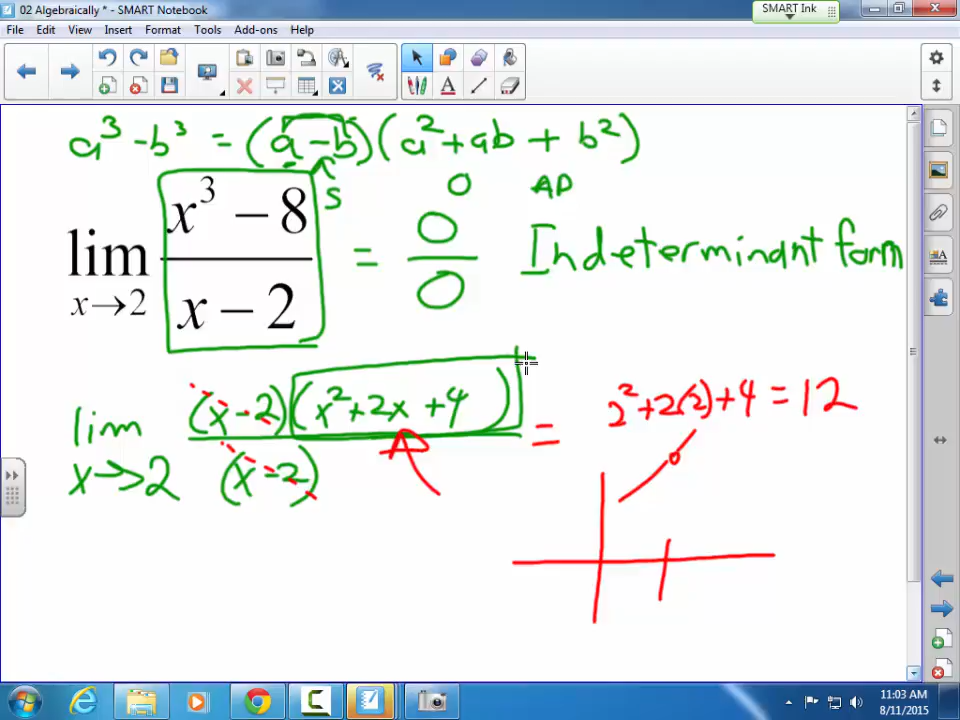 02 Algebraically * - SMART Notebook
SMART Ink
File Edit View Insert Format Tools Add-ons Help
a³ - b³ = (a - b)(a² + ab + b²)
S O AP
lim x→2 x³ − 8 / x − 2 = 0/0 Indeterminant form
lim x→2 (x - 2)(x² + 2x + 4) / (x - 2) = 2² + 2(2) + 4 = 12
11:03 AM
8/11/2015